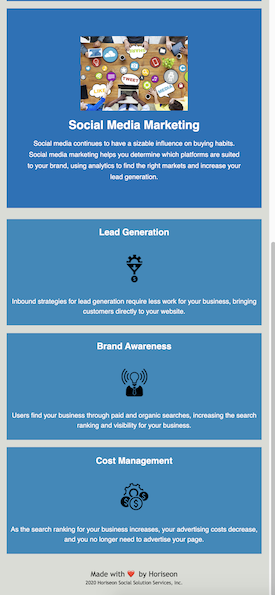 Social Media Marketing
Social media continues to have a sizable influence on buying habits.
Social media marketing helps you determine which platforms are suited
to your brand, using analytics to find the right markets and increase your
lead generation.
Lead Generation
Inbound strategies for lead generation require less work for your business, bringing
customers directly to your website.
Brand Awareness
Users find your business through paid and organic searches, increasing the search
ranking and visibility for your business.
Cost Management
As the search ranking for your business increases, your advertising costs decrease,
and you no longer need to advertise your page.
Made with ❤️ by Horiseon
2020 Horiseon Social Solution Services, Inc.